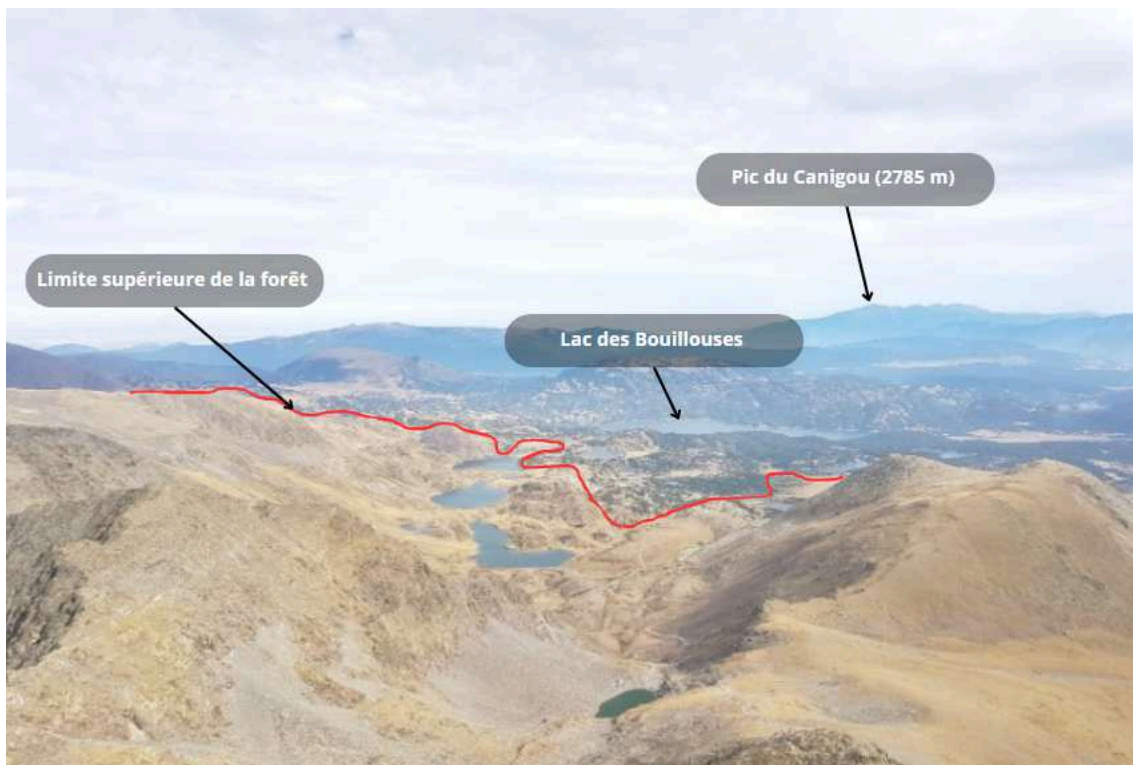 Pic du Canigou (2785 m)
Limite supérieure de la forêt
Lac des Bouillouses